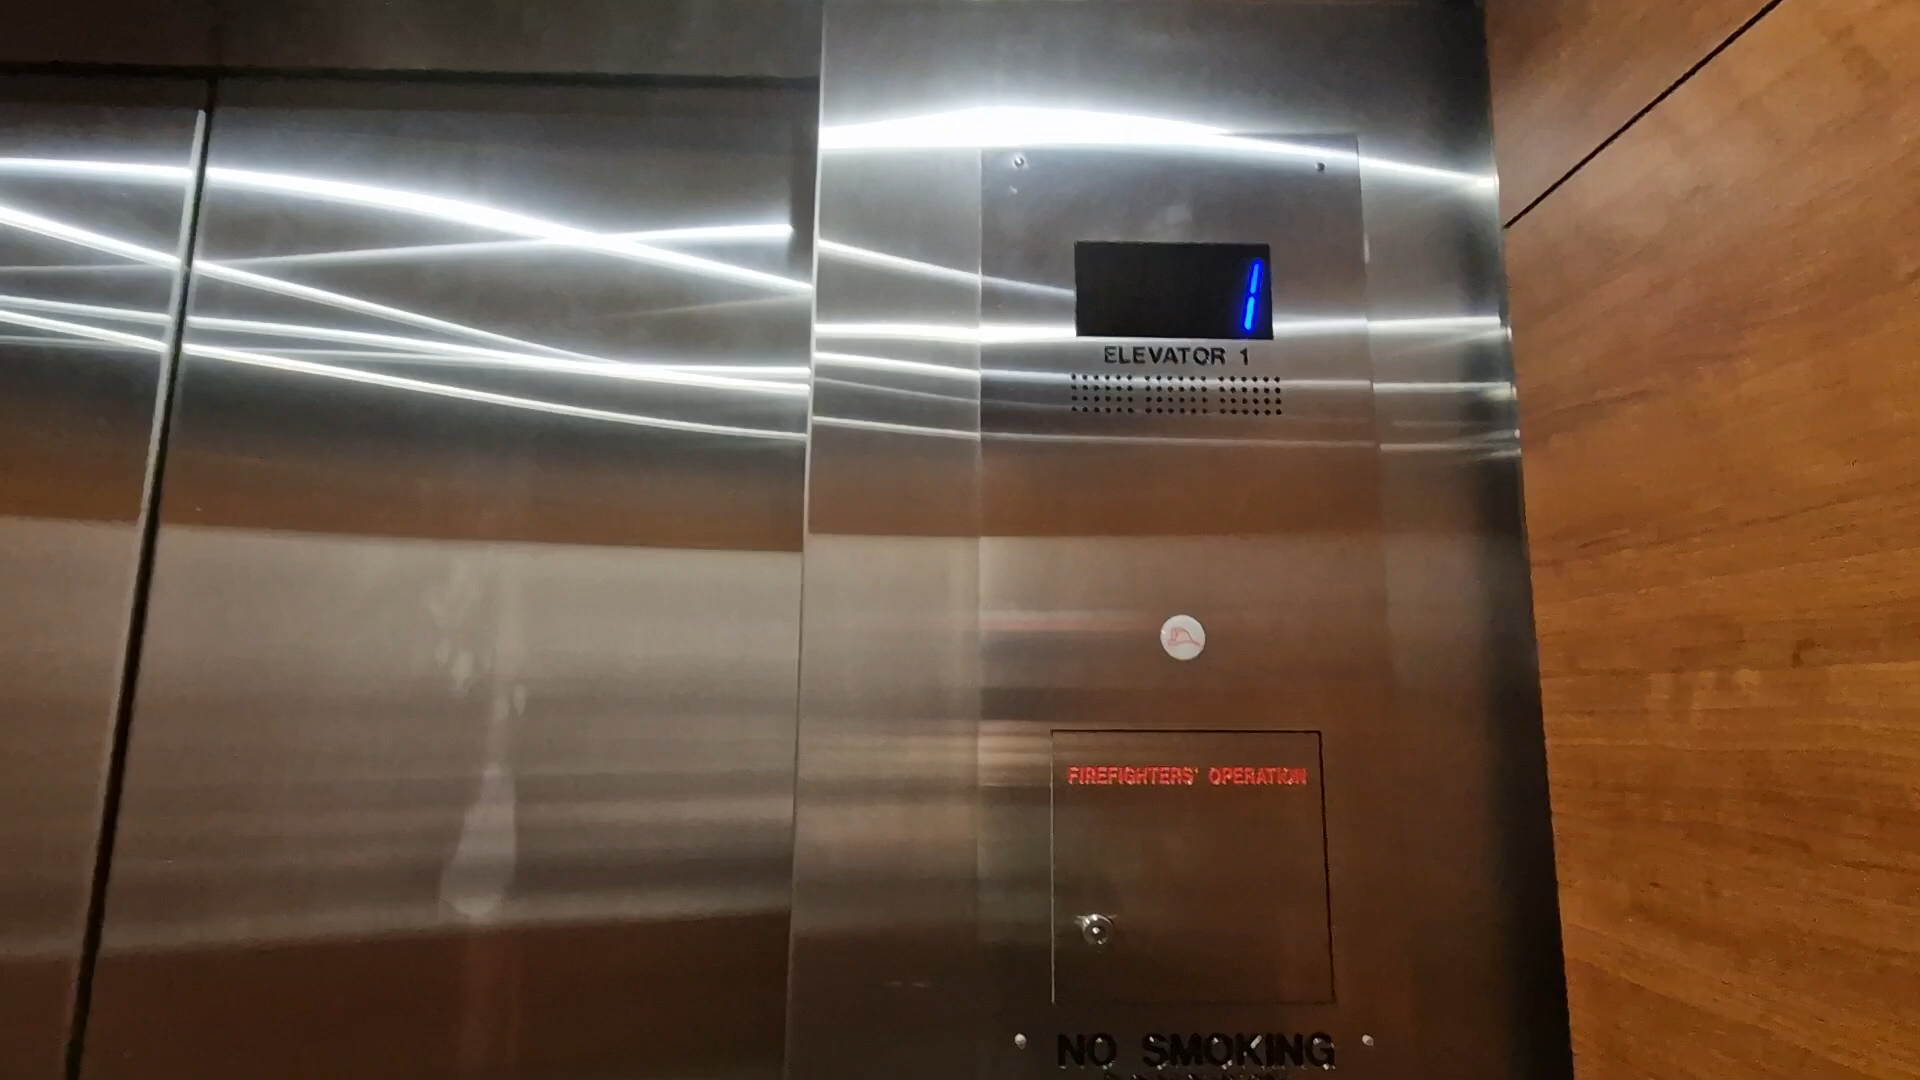 1
ELEVATOR 1
FIREFIGHTERS' OPERATION
NO SMOKING